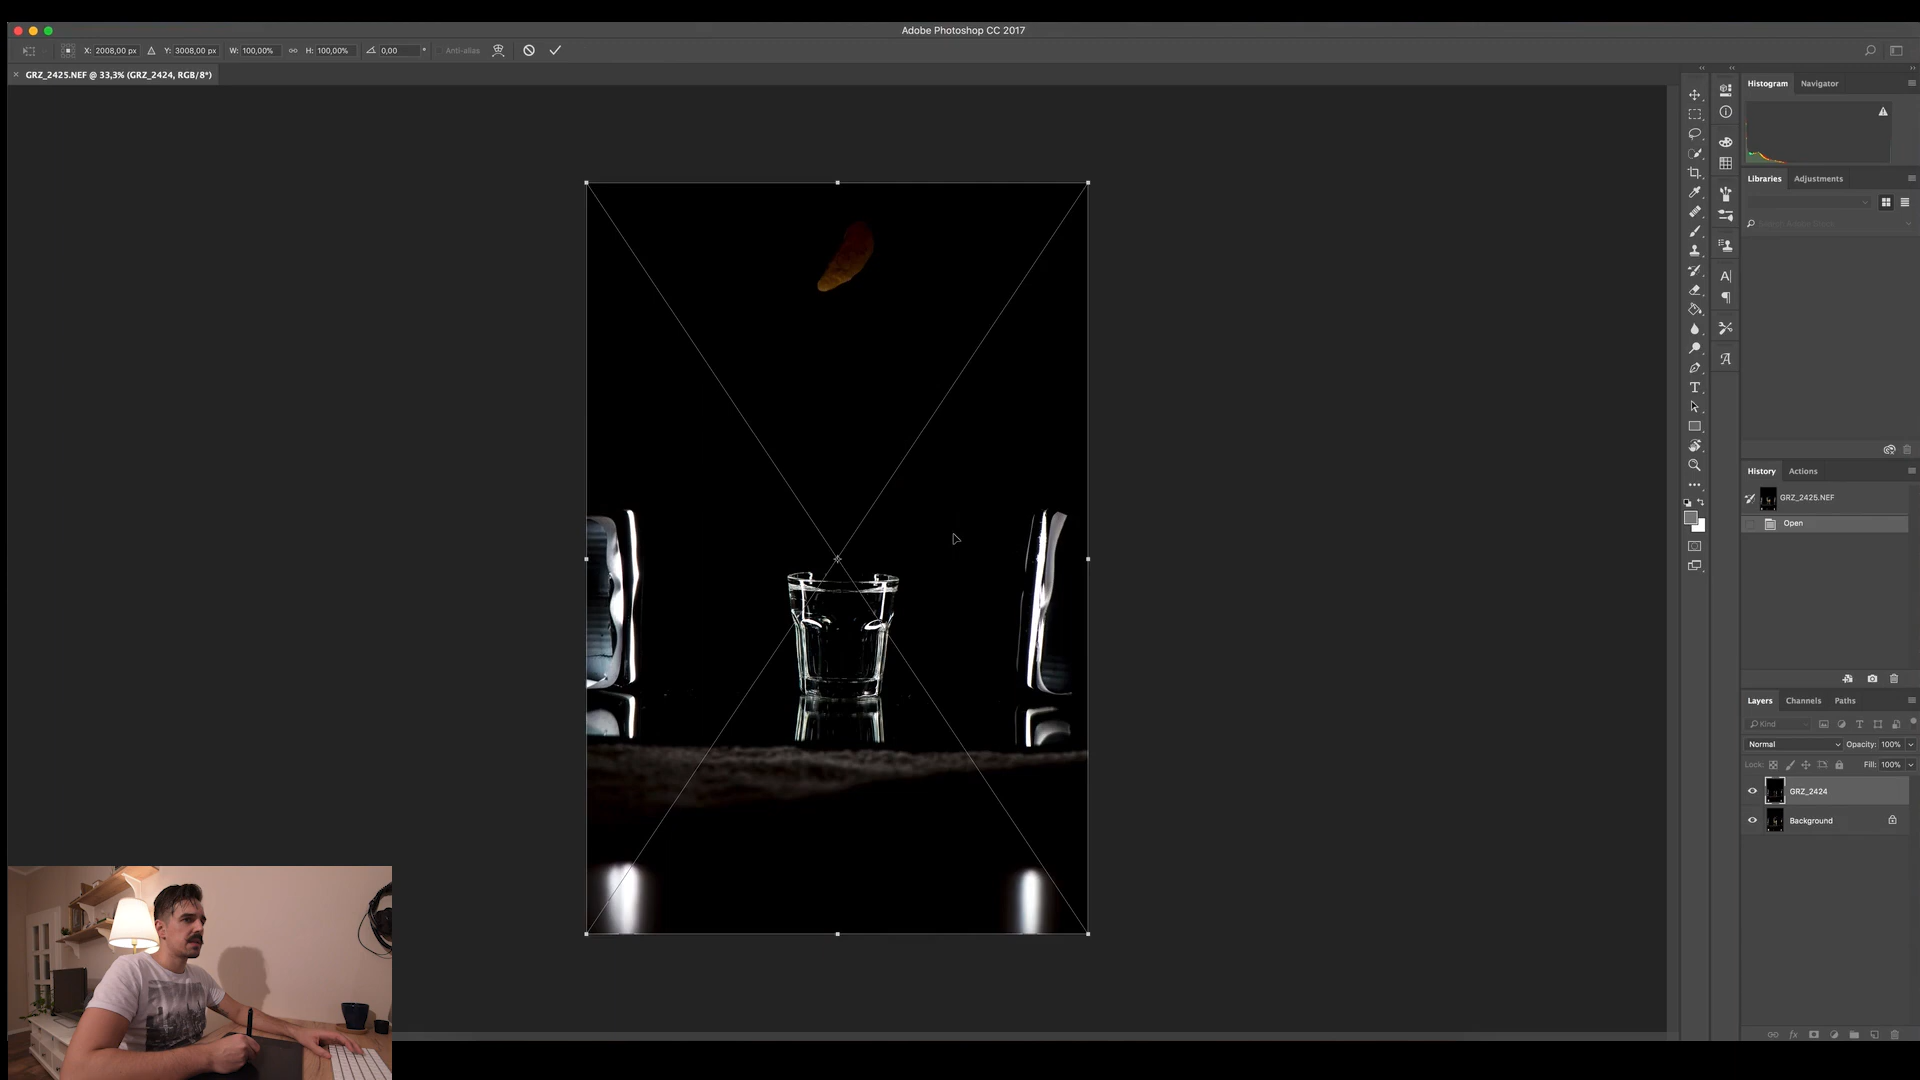 Adobe Photoshop CC 2017
X: 2008,00 px Y: 3008,00 px W: 100,00% H: 100,00% 0,00 ° Anti-alias
× GRZ_2425.NEF @ 33,3% (GRZ_2424, RGB/8*)
Histogram Navigator
Libraries Adjustments
History Actions
GRZ_2425.NEF
Open
Layers Channels Paths
Kind
Normal Opacity: 100%
Lock: Fill: 100%
GRZ_2424
Background